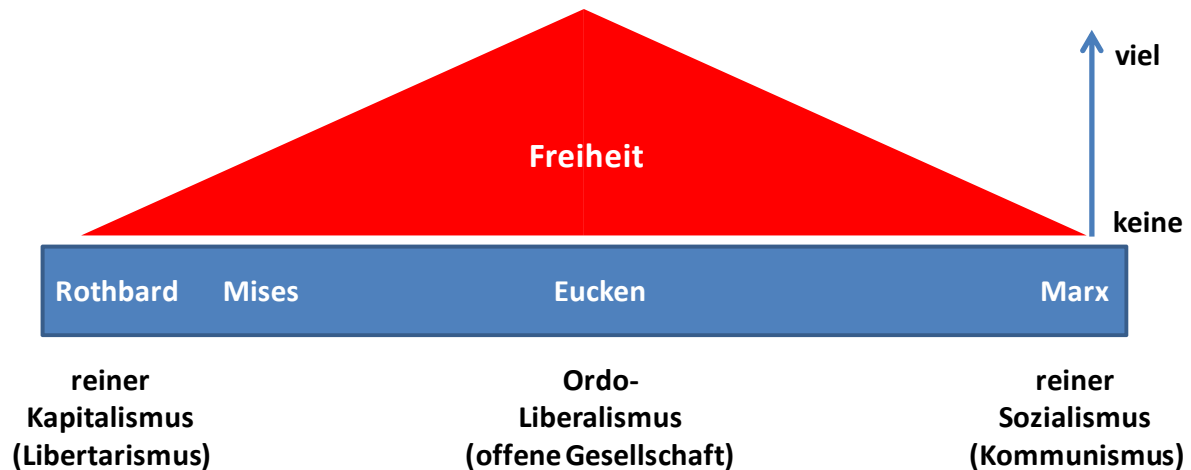 viel
Freiheit
keine
Rothbard Mises Eucken Marx
reiner
Kapitalismus
(Libertarismus)
Ordo-
Liberalismus
(offene Gesellschaft)
reiner
Sozialismus
(Kommunismus)